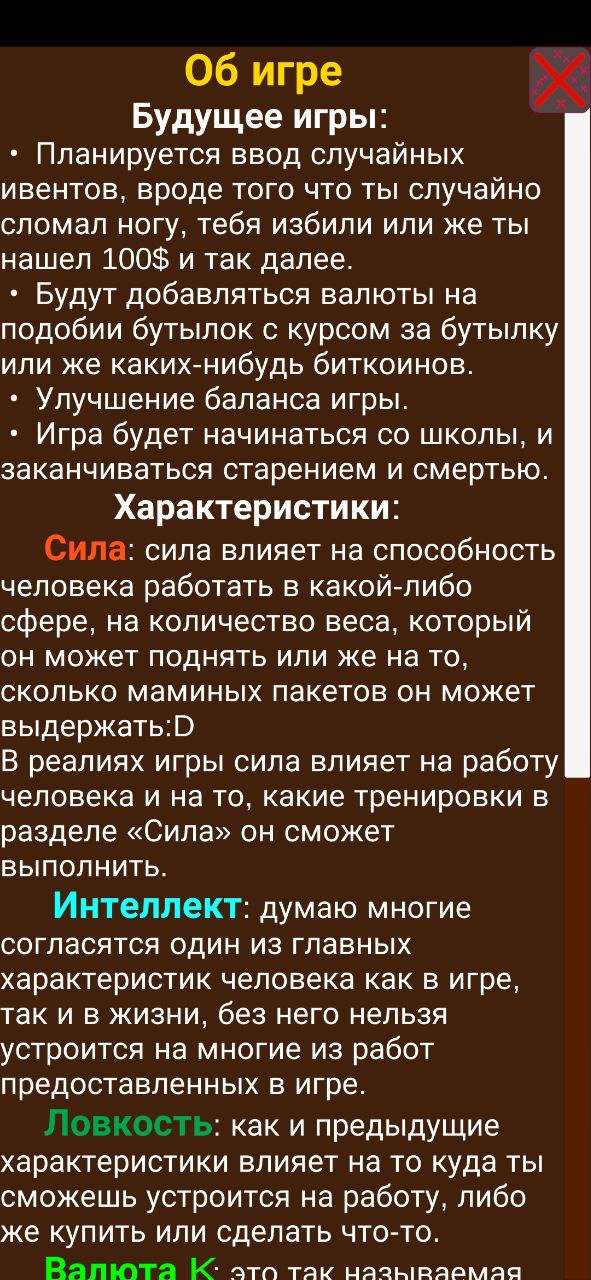 Об игре
Будущее игры:
• Планируется ввод случайных
ивентов, вроде того что ты случайно
сломал ногу, тебя избили или же ты
нашел 100$ и так далее.
• Будут добавляться валюты на
подобии бутылок с курсом за бутылку
или же каких-нибудь биткоинов.
• Улучшение баланса игры.
• Игра будет начинаться со школы, и
заканчиваться старением и смертью.
Характеристики:
Сила: сила влияет на способность
человека работать в какой-либо
сфере, на количество веса, который
он может поднять или же на то,
сколько маминых пакетов он может
выдержать:D
В реалиях игры сила влияет на работу
человека и на то, какие тренировки в
разделе «Сила» он сможет
выполнить.
Интеллект: думаю многие
согласятся один из главных
характеристик человека как в игре,
так и в жизни, без него нельзя
устроится на многие из работ
предоставленных в игре.
Ловкость: как и предыдущие
характеристики влияет на то куда ты
сможешь устроится на работу, либо
же купить или сделать что-то.
Валюта K: это так называемая